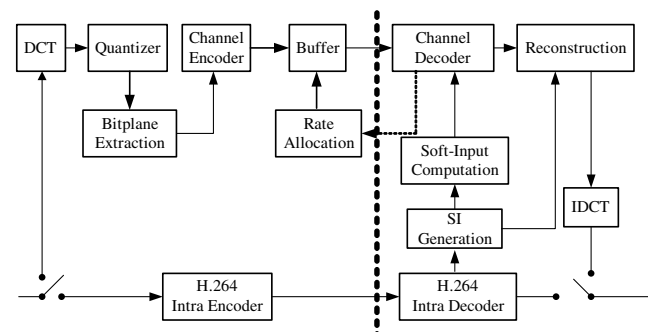 DCT
Quantizer
Channel
Encoder
Buffer
Channel
Decoder
Reconstruction
Bitplane
Extraction
Rate
Allocation
Soft-Input
Computation
SI
Generation
IDCT
H.264
Intra Encoder
H.264
Intra Decoder